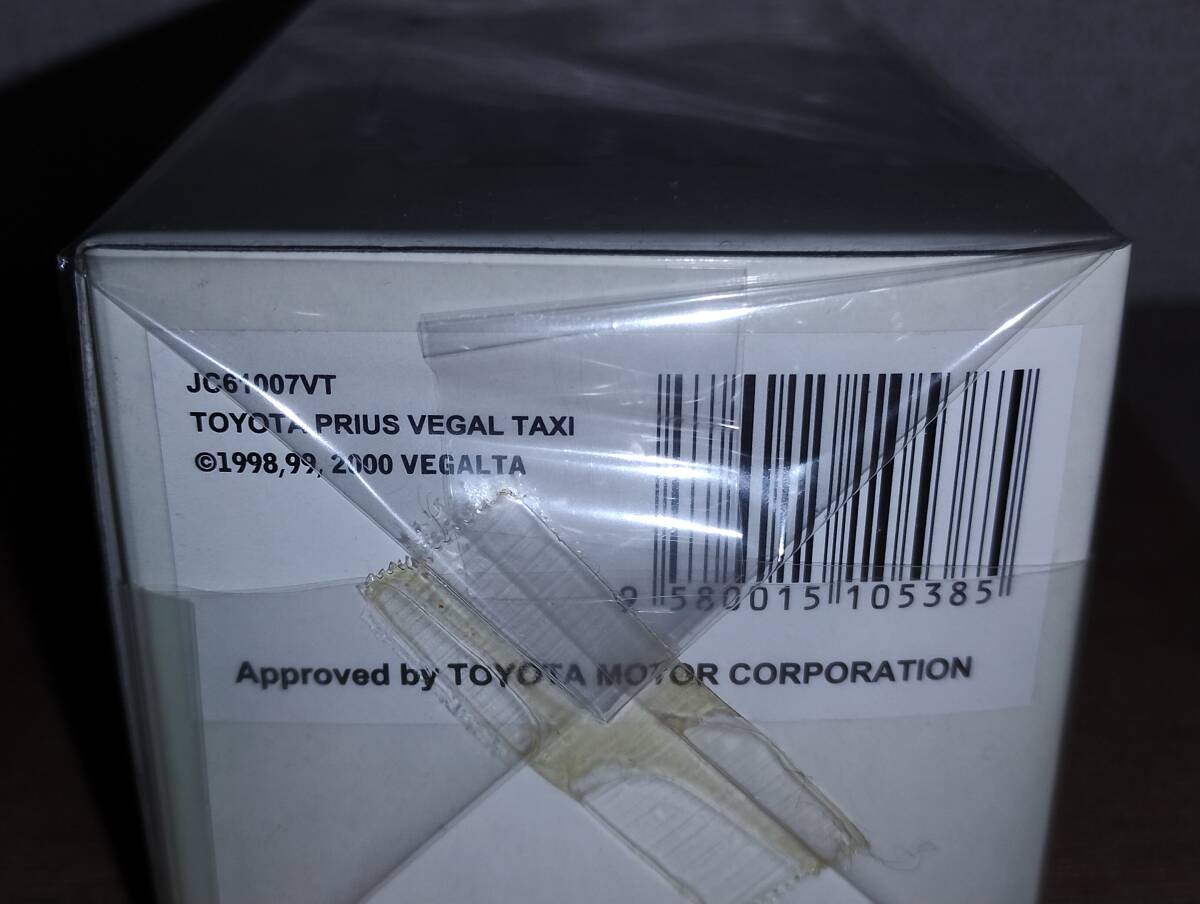 JC61007VT
TOYOTA PRIUS VEGAL TAXI
©1998,99, 2000 VEGALTA
9 580015 105385
Approved by TOYOTA MOTOR CORPORATION